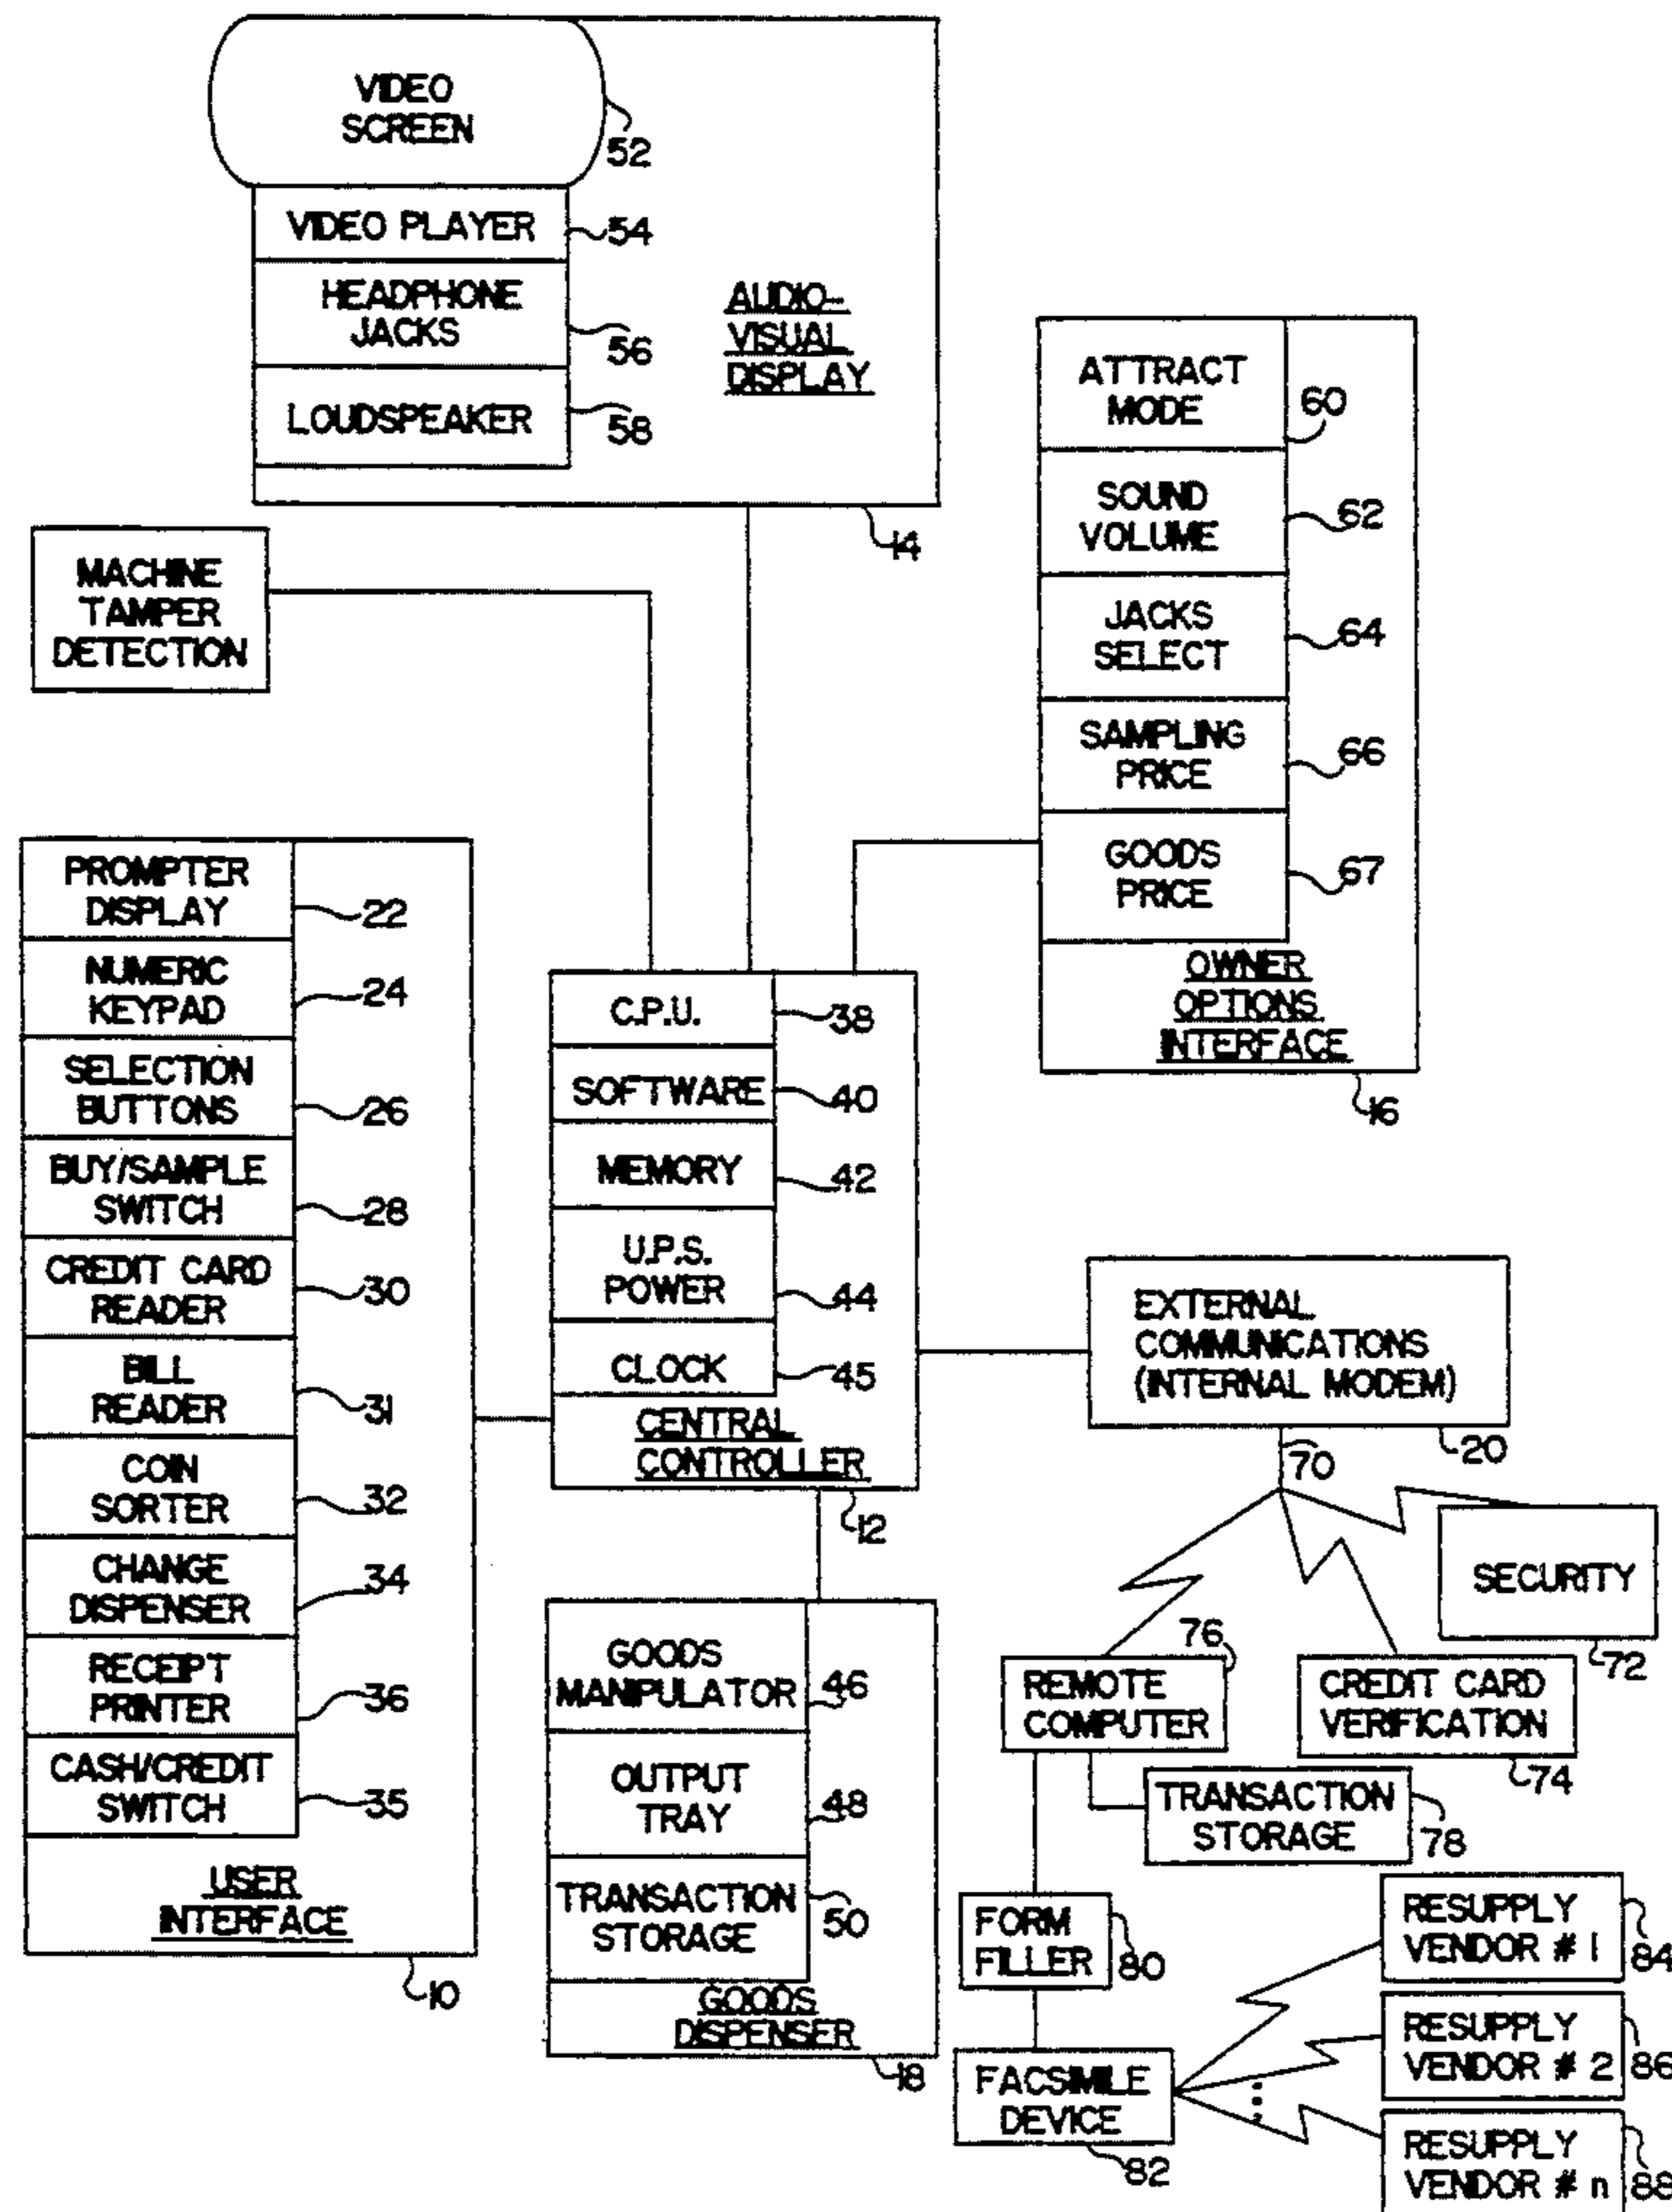 VIDEO
SCREEN
52
VIDEO PLAYER
54
HEADPHONE
JACKS
56
LOUDSPEAKER
58
AUDIO-
VISUAL
DISPLAY
14
MACHINE
TAMPER
DETECTION
ATTRACT
MODE
60
SOUND
VOLUME
62
JACKS
SELECT
64
SAMPLING
PRICE
66
GOODS
PRICE
67
OWNER
OPTIONS
INTERFACE
16
PROMPTER
DISPLAY
22
NUMERIC
KEYPAD
24
SELECTION
BUTTONS
26
BUY/SAMPLE
SWITCH
28
CREDIT CARD
READER
30
BILL
READER
31
COIN
SORTER
32
CHANGE
DISPENSER
34
RECEIPT
PRINTER
36
CASH/CREDIT
SWITCH
35
USER
INTERFACE
10
C.P.U.
38
SOFTWARE
40
MEMORY
42
U.P.S.
POWER
44
CLOCK
45
CENTRAL
CONTROLLER
12
GOODS
MANIPULATOR
46
OUTPUT
TRAY
48
TRANSACTION
STORAGE
50
GOODS
DISPENSER
18
EXTERNAL
COMMUNICATIONS
(INTERNAL MODEM)
20
70
SECURITY
72
CREDIT CARD
VERIFICATION
74
76
REMOTE
COMPUTER
TRANSACTION
STORAGE
78
FORM
FILLER
80
FACSIMILE
DEVICE
82
RESUPPLY
VENDOR # 1
84
RESUPPLY
VENDOR # 2
86
RESUPPLY
VENDOR # n
88